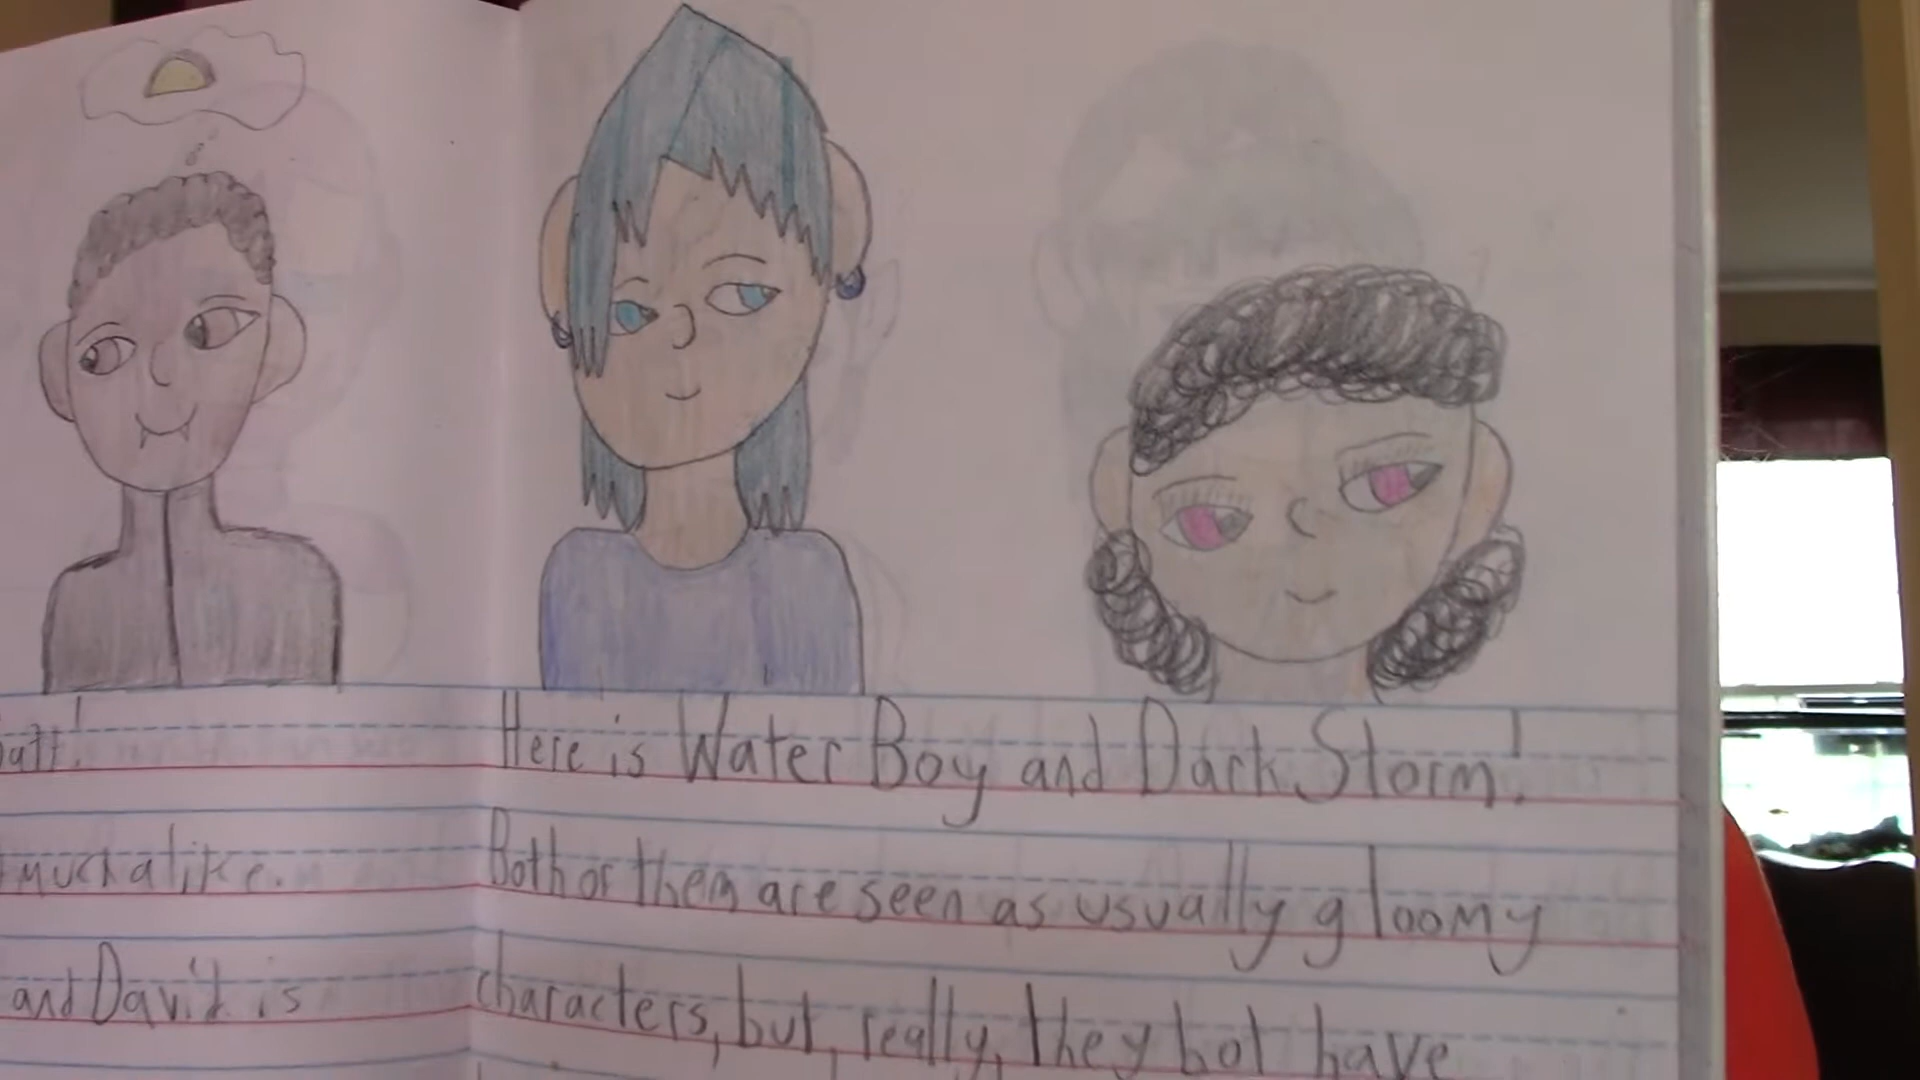 much alike.
and David is
Here is Water Boy and Dark Storm!
Both of them are seen as usually gloomy
characters, but, really, they bot have